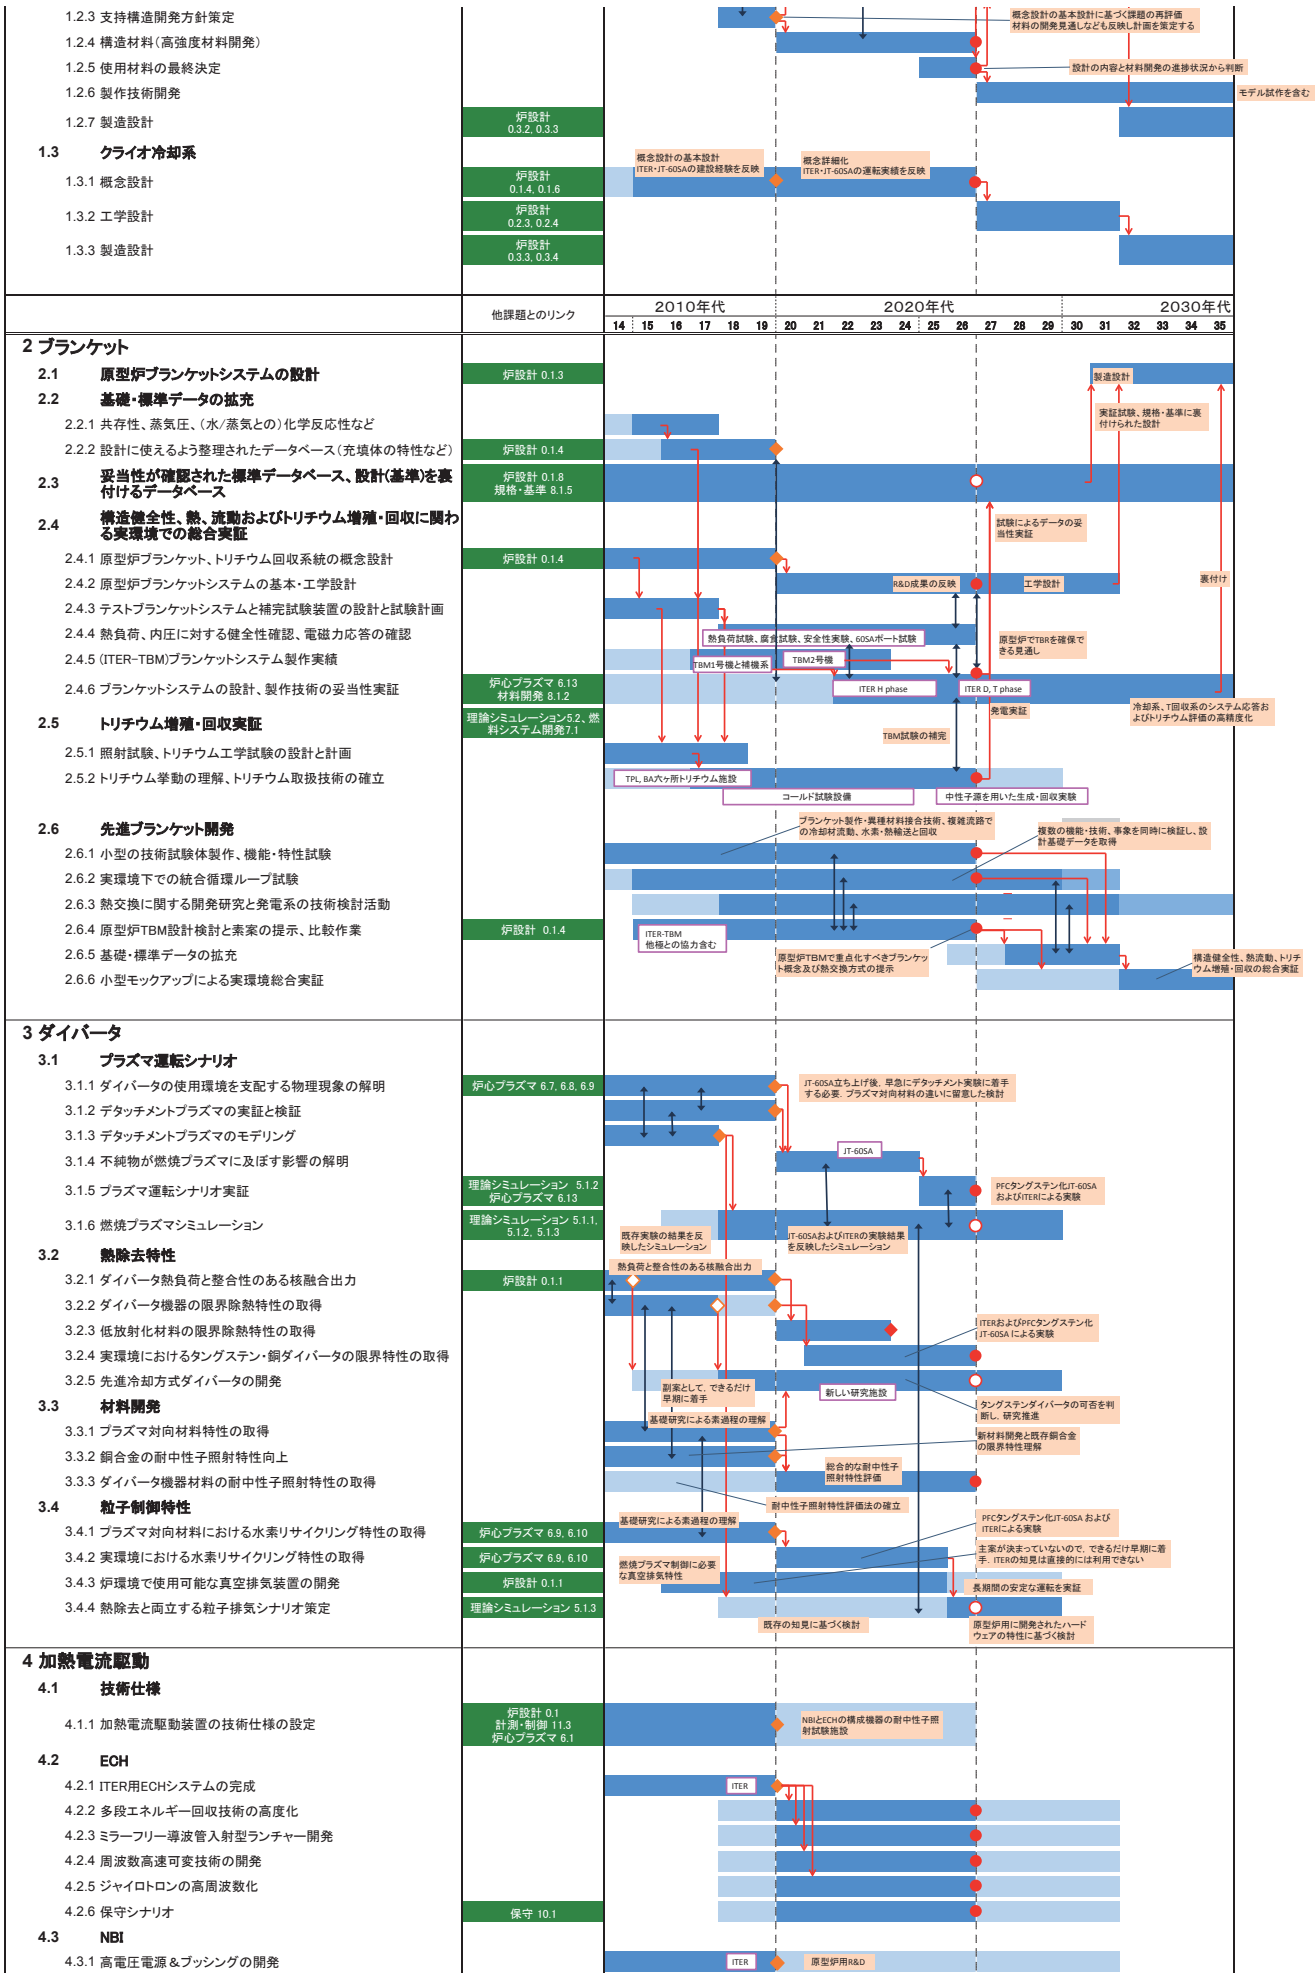 1.2.3 支持構造開発方針策定
概念設計の基本設計に基づく課題の再評価
材料の開発見通しなども反映し計画を策定する
1.2.4 構造材料（高強度材料開発）
1.2.5 使用材料の最終決定
設計の内容と材料開発の進捗状況から判断
1.2.6 製作技術開発
モデル試作を含む
1.2.7 製造設計
炉設計
0.3.2, 0.3.3
1.3 クライオ冷却系
概念設計の基本設計
ITER・JT-60SAの建設経験を反映
概念詳細化
ITER・JT-60SAの運転実績を反映
1.3.1 概念設計
炉設計
0.1.4, 0.1.6
1.3.2 工学設計
炉設計
0.2.3, 0.2.4
1.3.3 製造設計
炉設計
0.3.3, 0.3.4
他課題とのリンク
2010年代 2020年代 2030年代
14 15 16 17 18 19 20 21 22 23 24 25 26 27 28 29 30 31 32 33 34 35
2 ブランケット
2.1 原型炉ブランケットシステムの設計
炉設計 0.1.3
製造設計
2.2 基礎・標準データの拡充
実証試験、規格・基準に裏
付けられた設計
2.2.1 共存性、蒸気圧、（水/蒸気との）化学反応性など
2.2.2 設計に使えるよう整理されたデータベース（充填体の特性など）
炉設計 0.1.4
2.3 妥当性が確認された標準データベース、設計(基準)を裏
付けるデータベース
炉設計 0.1.8
規格・基準 8.1.5
2.4 構造健全性、熱、流動およびトリチウム増殖・回収に関わ
る実環境での総合実証
試験によるデータの妥
当性実証
2.4.1 原型炉ブランケット、トリチウム回収系統の概念設計
炉設計 0.1.4
2.4.2 原型炉ブランケットシステムの基本・工学設計
R&D成果の反映
工学設計
裏付け
2.4.3 テストブランケットシステムと補完試験装置の設計と試験計画
2.4.4 熱負荷、内圧に対する健全性確認、電磁力応答の確認
熱負荷試験、腐食試験、安全性実験、60SAポート試験
原型炉でTBRを確保で
きる見通し
2.4.5 (ITER-TBM)ブランケットシステム製作実績
TBM1号機と補機系
TBM2号機
2.4.6 ブランケットシステムの設計、製作技術の妥当性実証
炉心プラズマ 6.13
材料開発 8.1.2
ITER H phase
ITER D, T phase
発電実証
冷却系、T回収系のシステム応答お
よびトリチウム評価の高精度化
2.5 トリチウム増殖・回収実証
理論シミュレーション5.2、燃
料システム開発7.1
TBM試験の補完
2.5.1 照射試験、トリチウム工学試験の設計と計画
2.5.2 トリチウム挙動の理解、トリチウム取扱技術の確立
TPL, BA六ヶ所トリチウム施設
コールド試験設備
中性子源を用いた生成・回収実験
2.6 先進ブランケット開発
ブランケット製作・異種材料接合技術、複雑流路で
の冷却材流動、水素・熱輸送と回収
複数の機能・技術、事象を同時に検証し、設
計基礎データを取得
2.6.1 小型の技術試験体製作、機能・特性試験
2.6.2 実環境下での統合循環ループ試験
2.6.3 熱交換に関する開発研究と発電系の技術検討活動
2.6.4 原型炉TBM設計検討と素案の提示、比較作業
炉設計 0.1.4
ITER-TBM
他極との協力含む
2.6.5 基礎・標準データの拡充
原型炉TBMで重点化すべきブランケッ
ト概念及び熱交換方式の提示
構造健全性、熱流動、トリチ
ウム増殖・回収の総合実証
2.6.6 小型モックアップによる実環境総合実証
3 ダイバータ
3.1 プラズマ運転シナリオ
3.1.1 ダイバータの使用環境を支配する物理現象の解明
炉心プラズマ 6.7, 6.8, 6.9
JT-60SA立ち上げ後，早急にデタッチメント実験に着手
する必要．プラズマ対向材料の違いに留意した検討
3.1.2 デタッチメントプラズマの実証と検証
3.1.3 デタッチメントプラズマのモデリング
3.1.4 不純物が燃焼プラズマに及ぼす影響の解明
JT-60SA
3.1.5 プラズマ運転シナリオ実証
理論シミュレーション 5.1.2
炉心プラズマ 6.13
PFCタングステン化JT-60SA
およびITERによる実験
3.1.6 燃焼プラズマシミュレーション
理論シミュレーション 5.1.1,
5.1.2, 5.1.3
既存実験の結果を反
映したシミュレーション
JT-60SAおよびITERの実験結果
を反映したシミュレーション
3.2 熱除去特性
熱負荷と整合性のある核融合出力
3.2.1 ダイバータ熱負荷と整合性のある核融合出力
炉設計 0.1.1
3.2.2 ダイバータ機器の限界除熱特性の取得
3.2.3 低放射化材料の限界除熱特性の取得
ITERおよびPFCタングステン化
JT-60SA による実験
3.2.4 実環境におけるタングステン・銅ダイバータの限界特性の取得
3.2.5 先進冷却方式ダイバータの開発
副案として，できるだけ
早期に着手
新しい研究施設
タングステンダイバータの可否を判
断し，研究推進
3.3 材料開発
基礎研究による素過程の理解
3.3.1 プラズマ対向材料特性の取得
新材料開発と既存銅合金
の限界特性理解
3.3.2 銅合金の耐中性子照射特性向上
総合的な耐中性子
照射特性評価
3.3.3 ダイバータ機器材料の耐中性子照射特性の取得
耐中性子照射特性評価法の確立
3.4 粒子制御特性
基礎研究による素過程の理解
PFCタングステン化JT-60SA および
ITERによる実験
3.4.1 プラズマ対向材料における水素リサイクリング特性の取得
炉心プラズマ 6.9, 6.10
3.4.2 実環境における水素リサイクリング特性の取得
炉心プラズマ 6.9, 6.10
燃焼プラズマ制御に必要
な真空排気特性
主案が決まっていないので，できるだけ早期に着
手．ITERの知見は直接的には利用できない
3.4.3 炉環境で使用可能な真空排気装置の開発
炉設計 0.1.1
長期間の安定な運転を実証
3.4.4 熱除去と両立する粒子排気シナリオ策定
理論シミュレーション 5.1.3
既存の知見に基づく検討
原型炉用に開発されたハード
ウェアの特性に基づく検討
4 加熱電流駆動
4.1 技術仕様
4.1.1 加熱電流駆動装置の技術仕様の設定
炉設計 0.1
計測・制御 11.3
炉心プラズマ 6.1
NBIとECHの構成機器の耐中性子照
射試験施設
4.2 ECH
4.2.1 ITER用ECHシステムの完成
ITER
4.2.2 多段エネルギー回収技術の高度化
4.2.3 ミラーフリー導波管入射型ランチャー開発
4.2.4 周波数高速可変技術の開発
4.2.5 ジャイロトロンの高周波数化
4.2.6 保守シナリオ
保守 10.1
4.3 NBI
4.3.1 高電圧電源＆ブッシングの開発
ITER
原型炉用R&D